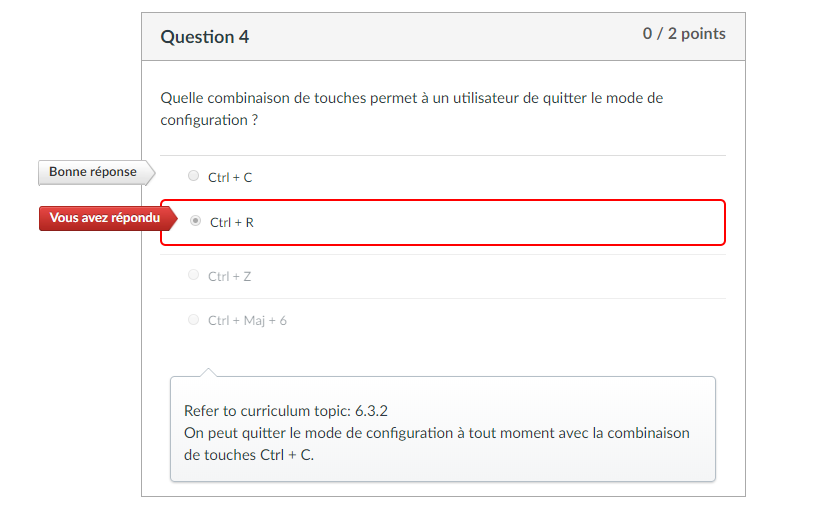 Question 4
0 / 2 points
Quelle combinaison de touches permet à un utilisateur de quitter le mode de
configuration ?
Bonne réponse
Ctrl + C
Vous avez répondu
Ctrl + R
Ctrl + Z
Ctrl + Maj + 6
Refer to curriculum topic: 6.3.2
On peut quitter le mode de configuration à tout moment avec la combinaison
de touches Ctrl + C.